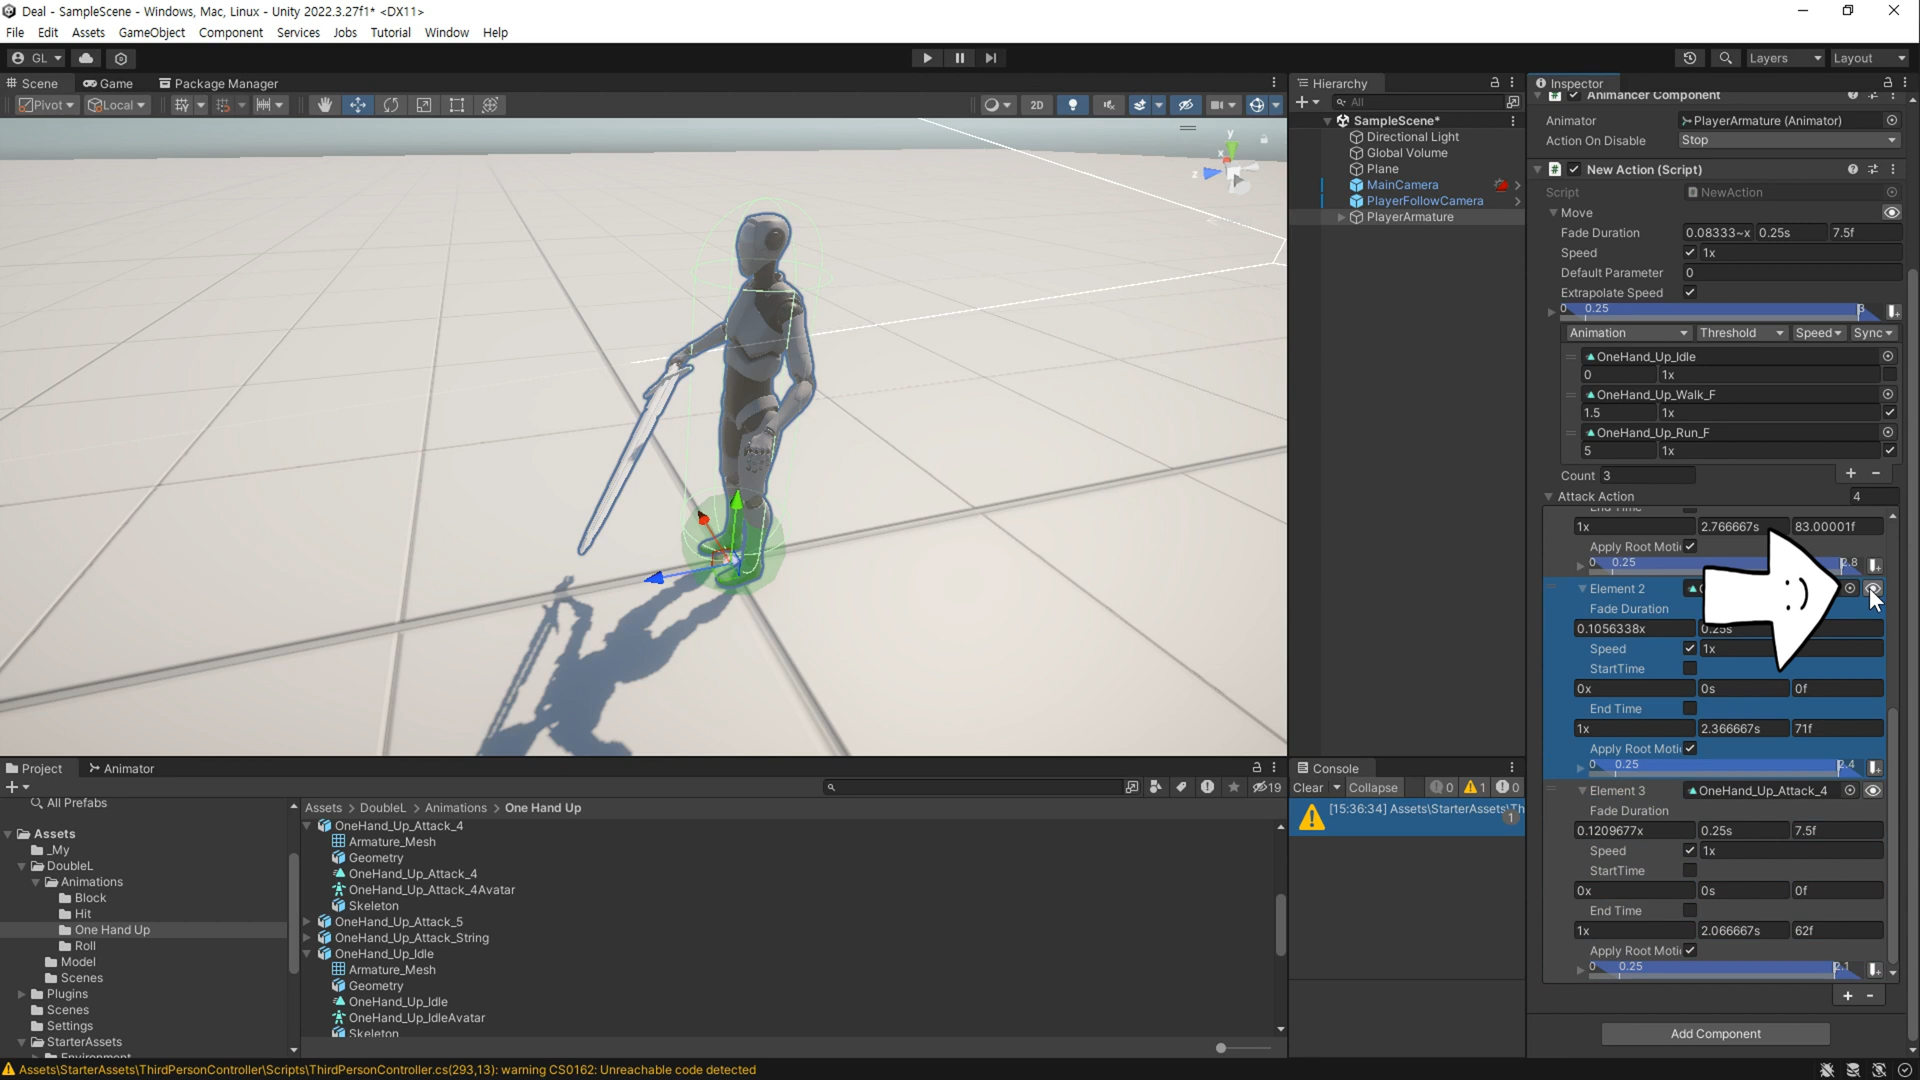 Deal - SampleScene - Windows, Mac, Linux - Unity 2022.3.27f1* <DX11>
File Edit Assets GameObject Component Services Jobs Tutorial Window Help
GL
Layers Layout
Scene Game Package Manager
Pivot Local 2D
y
x
z
Hierarchy
All
SampleScene*
Directional Light
Global Volume
Plane
MainCamera
PlayerFollowCamera
PlayerArmature
Inspector
Animancer Component
Animator PlayerArmature (Animator)
Action On Disable Stop
New Action (Script)
Script NewAction
Move
Fade Duration 0.08333~x 0.25s 7.5f
Speed 1x
Default Parameter 0
Extrapolate Speed
0 0.25 3
Animation Threshold Speed Sync
OneHand_Up_Idle
0 1x
OneHand_Up_Walk_F
1.5 1x
OneHand_Up_Run_F
5 1x
Count 3
Attack Action 4
End Time
1x 2.766667s 83.00001f
Apply Root Moti
0 0.25 2.8
Element 2
Fade Duration
0.1056338x 0.25s
Speed 1x
StartTime
0x 0s 0f
End Time
1x 2.366667s 71f
Apply Root Moti
0 0.25 2.4
Element 3 OneHand_Up_Attack_4
Fade Duration
0.1209677x 0.25s 7.5f
Speed 1x
StartTime
0x 0s 0f
End Time
1x 2.066667s 62f
Apply Root Moti
0 0.25 2.1
Add Component
Project Animator
19
All Prefabs
Assets
_My
DoubleL
Animations
Block
Hit
One Hand Up
Roll
Model
Scenes
Plugins
Scenes
Settings
StarterAssets
Environment
Assets > DoubleL > Animations > One Hand Up
OneHand_Up_Attack_4
Armature_Mesh
Geometry
OneHand_Up_Attack_4
OneHand_Up_Attack_4Avatar
Skeleton
OneHand_Up_Attack_5
OneHand_Up_Attack_String
OneHand_Up_Idle
Armature_Mesh
Geometry
OneHand_Up_Idle
OneHand_Up_IdleAvatar
Skeleton
Console
Clear Collapse 0 1 0
[15:36:34] Assets\StarterAssets\Th
1
Assets\StarterAssets\ThirdPersonController\Scripts\ThirdPersonController.cs(293,13): warning CS0162: Unreachable code detected